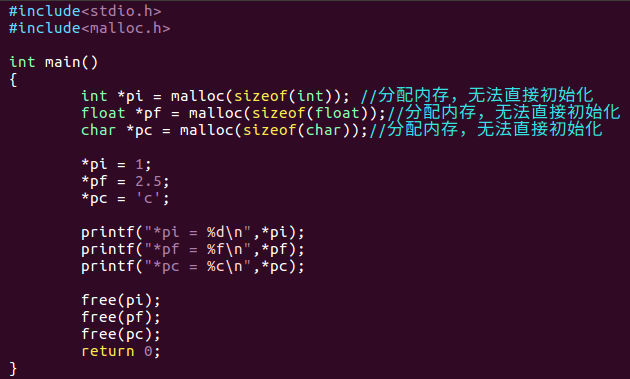 #include<stdio.h>
#include<malloc.h>
int main()
{
int *pi = malloc(sizeof(int)); //分配内存，无法直接初始化
float *pf = malloc(sizeof(float));//分配内存，无法直接初始化
char *pc = malloc(sizeof(char));//分配内存，无法直接初始化
*pi = 1;
*pf = 2.5;
*pc = 'c';
printf("*pi = %d\n",*pi);
printf("*pf = %f\n",*pf);
printf("*pc = %c\n",*pc);
free(pi);
free(pf);
free(pc);
return 0;
}